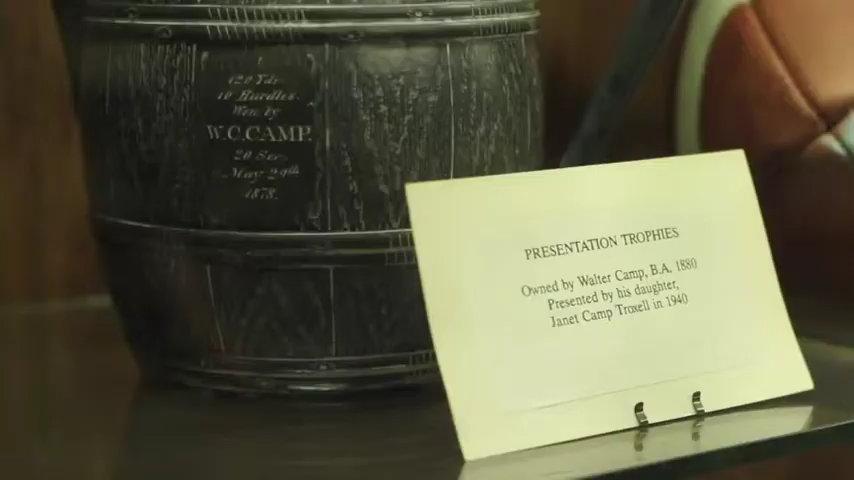 120 Yds.
10 Hurdles.
Won by
W.C.CAMP.
20 Sec.
May 29th
1878.
PRESENTATION TROPHIES
Owned by Walter Camp, B.A. 1880
Presented by his daughter,
Janet Camp Troxell in 1940